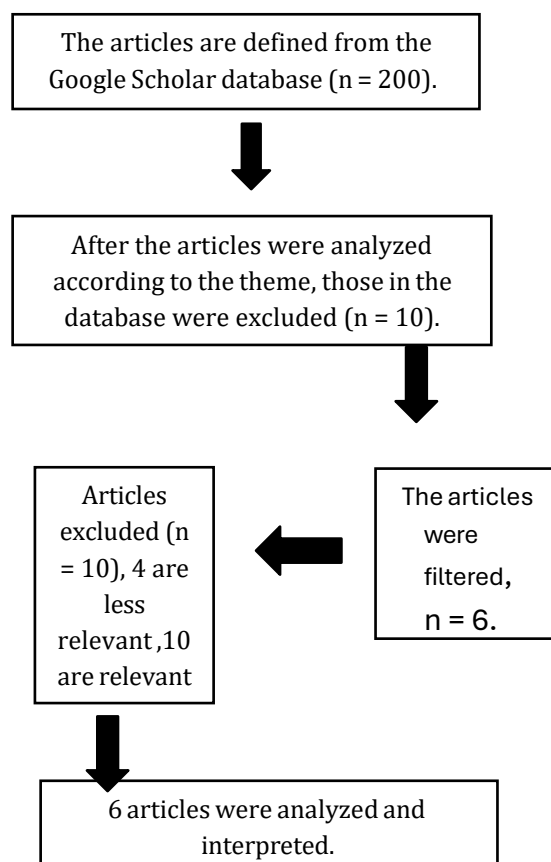 The articles are defined from the
Google Scholar database (n = 200).
After the articles were analyzed
according to the theme, those in the
database were excluded (n = 10).
The articles
were
filtered,
n = 6.
Articles
excluded (n
= 10), 4 are
less
relevant ,10
are relevant
6 articles were analyzed and
interpreted.